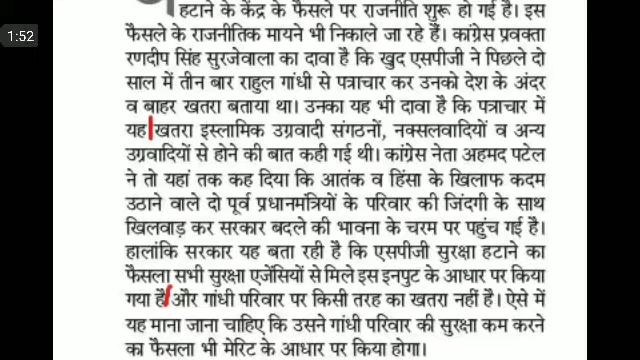 1:52
हटाने के केंद्र के फैसले पर राजनीति शुरू हो गई है। इस
फैसले के राजनीतिक मायने भी निकाले जा रहे हैं। कांग्रेस प्रवक्ता
रणदीप सिंह सुरजेवाला का दावा है कि खुद एसपीजी ने पिछले दो
साल में तीन बार राहुल गांधी से पत्राचार कर उनको देश के अंदर
व बाहर खतरा बताया था। उनका यह भी दावा है कि पत्राचार में
यह खतरा इस्लामिक उग्रवादी संगठनों, नक्सलवादियों व अन्य
उग्रवादियों से होने की बात कही गई थी। कांग्रेस नेता अहमद पटेल
ने तो यहां तक कह दिया कि आतंक व हिंसा के खिलाफ कदम
उठाने वाले दो पूर्व प्रधानमंत्रियों के परिवार की जिंदगी के साथ
खिलवाड़ कर सरकार बदले की भावना के चरम पर पहुंच गई है।
हालांकि सरकार यह बता रही है कि एसपीजी सुरक्षा हटाने का
फैसला सभी सुरक्षा एजेंसियों से मिले इस इनपुट के आधार पर किया
गया है और गांधी परिवार पर किसी तरह का खतरा नहीं है। ऐसे में
यह माना जाना चाहिए कि उसने गांधी परिवार की सुरक्षा कम करने
का फैसला भी मेरिट के आधार पर किया होगा।